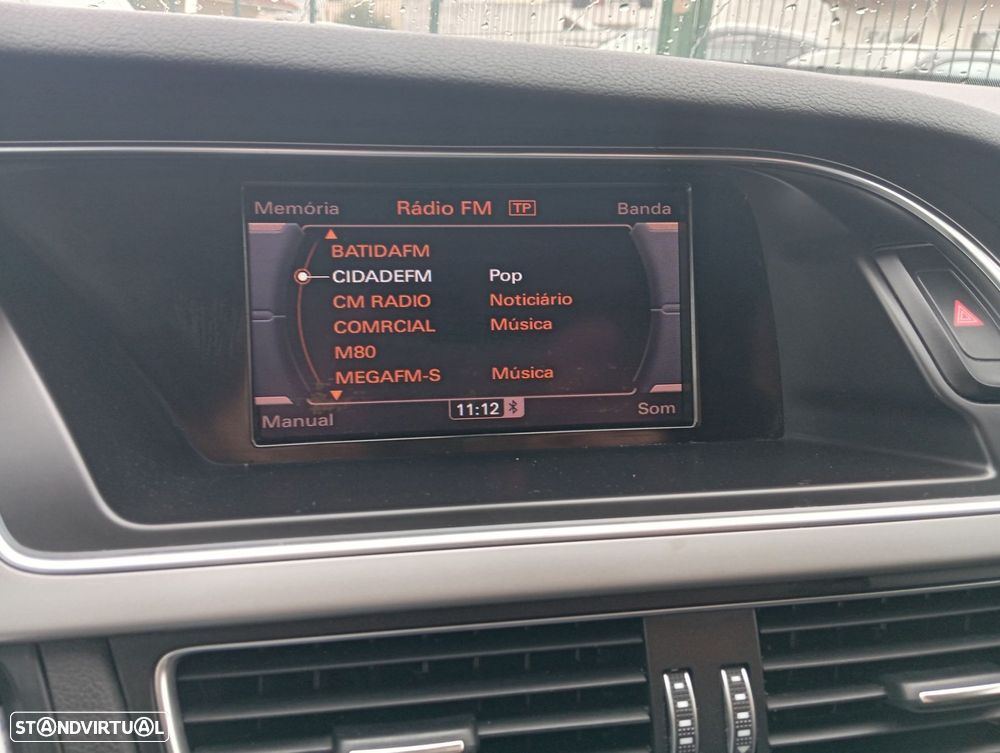 Memória Rádio FM TP Banda
BATIDAFM
CIDADEFM Pop
CM RADIO Noticiário
COMRCIAL Música
M80
MEGAFM-S Música
Manual 11:12 Som
STANDVIRTUAL